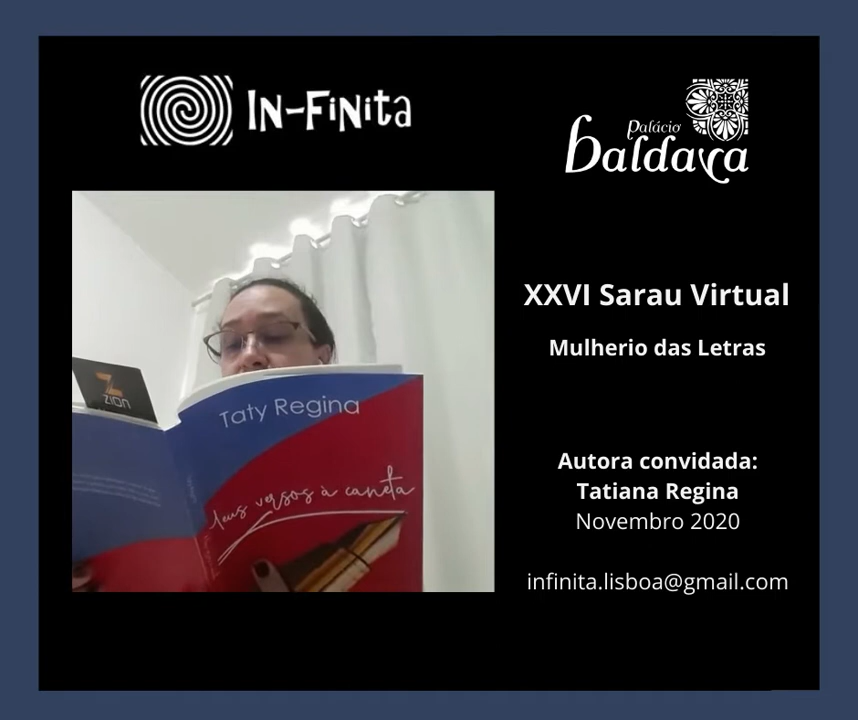 IN-FiNita
Palácio
baldaya
XXVI Sarau Virtual
Mulherio das Letras
ZION
Taty Regina
Teus versos à caneta
Autora convidada:
Tatiana Regina
Novembro 2020
infinita.lisboa@gmail.com